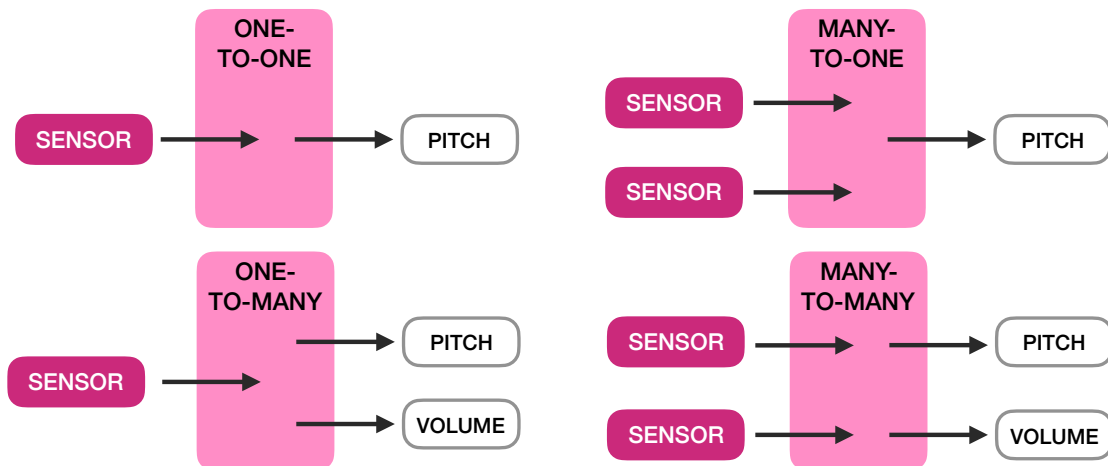 ONE-
TO-ONE
SENSOR
PITCH
MANY-
TO-ONE
SENSOR
SENSOR
PITCH
ONE-
TO-MANY
SENSOR
PITCH
VOLUME
MANY-
TO-MANY
SENSOR
PITCH
SENSOR
VOLUME